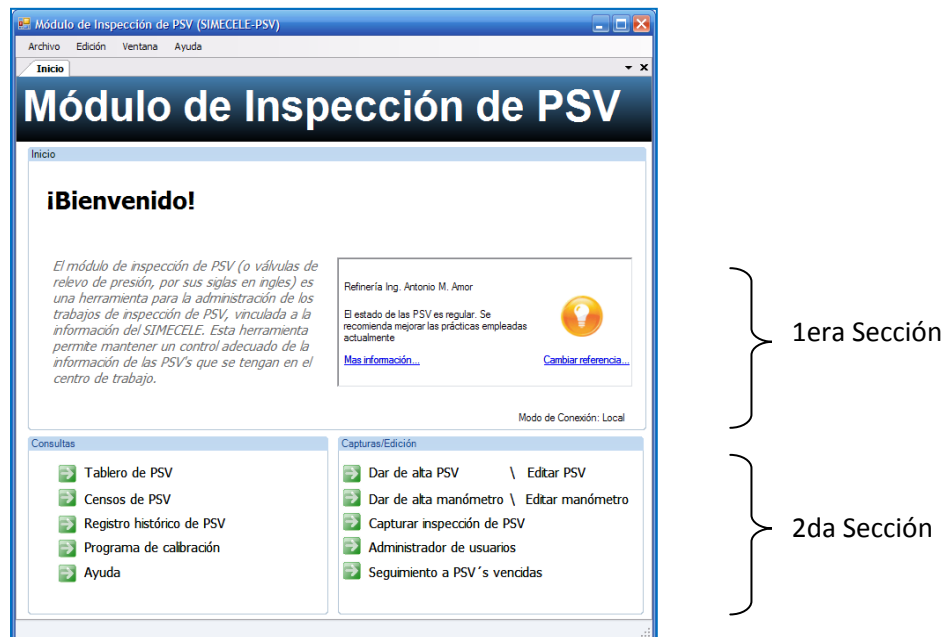 Módulo de Inspección de PSV (SIMECELE-PSV)
Archivo Edición Ventana Ayuda
Inicio
Módulo de Inspección de PSV
Inicio
¡Bienvenido!
El módulo de inspección de PSV (o válvulas de
relevo de presión, por sus siglas en ingles) es
una herramienta para la administración de los
trabajos de inspección de PSV, vinculada a la
información del SIMECELE. Esta herramienta
permite mantener un control adecuado de la
información de las PSV's que se tengan en el
centro de trabajo.
Refinería Ing. Antonio M. Amor
El estado de las PSV es regular. Se
recomienda mejorar las prácticas empleadas
actualmente
Mas información... Cambiar referencia...
Modo de Conexión: Local
1era Sección
Consultas
Tablero de PSV
Censos de PSV
Registro histórico de PSV
Programa de calibración
Ayuda
Capturas/Edición
Dar de alta PSV \ Editar PSV
Dar de alta manómetro \ Editar manómetro
Capturar inspección de PSV
Administrador de usuarios
Seguimiento a PSV´s vencidas
2da Sección